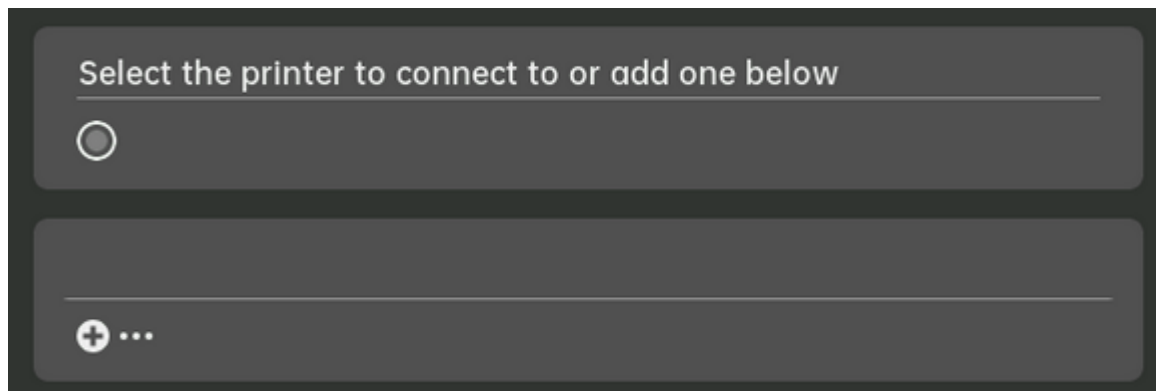 Select the printer to connect to or add one below
...